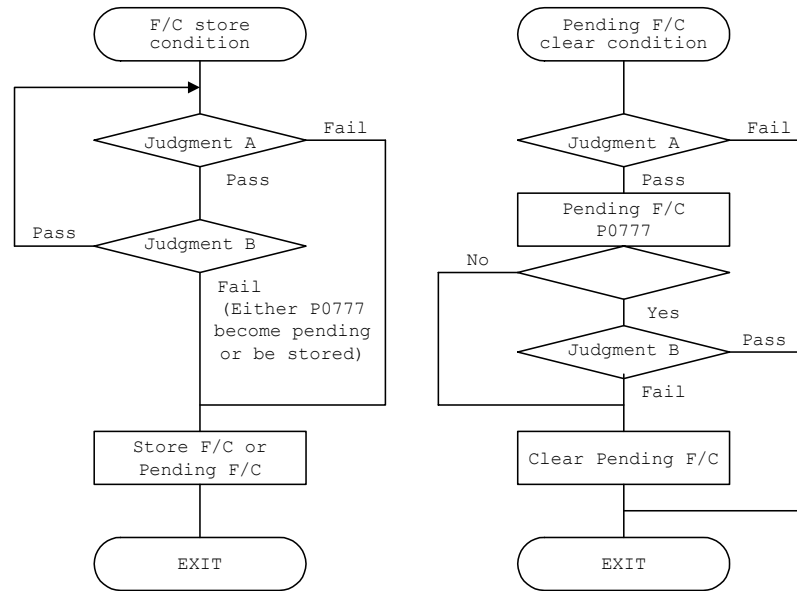 F/C store
condition
Judgment A
Fail
Pass
Pass
Judgment B
Fail
(Either P0777
become pending
or be stored)
Store F/C or
Pending F/C
EXIT
Pending F/C
clear condition
Judgment A
Fail
Pass
Pending F/C
P0777
No
Yes
Judgment B
Pass
Fail
Clear Pending F/C
EXIT